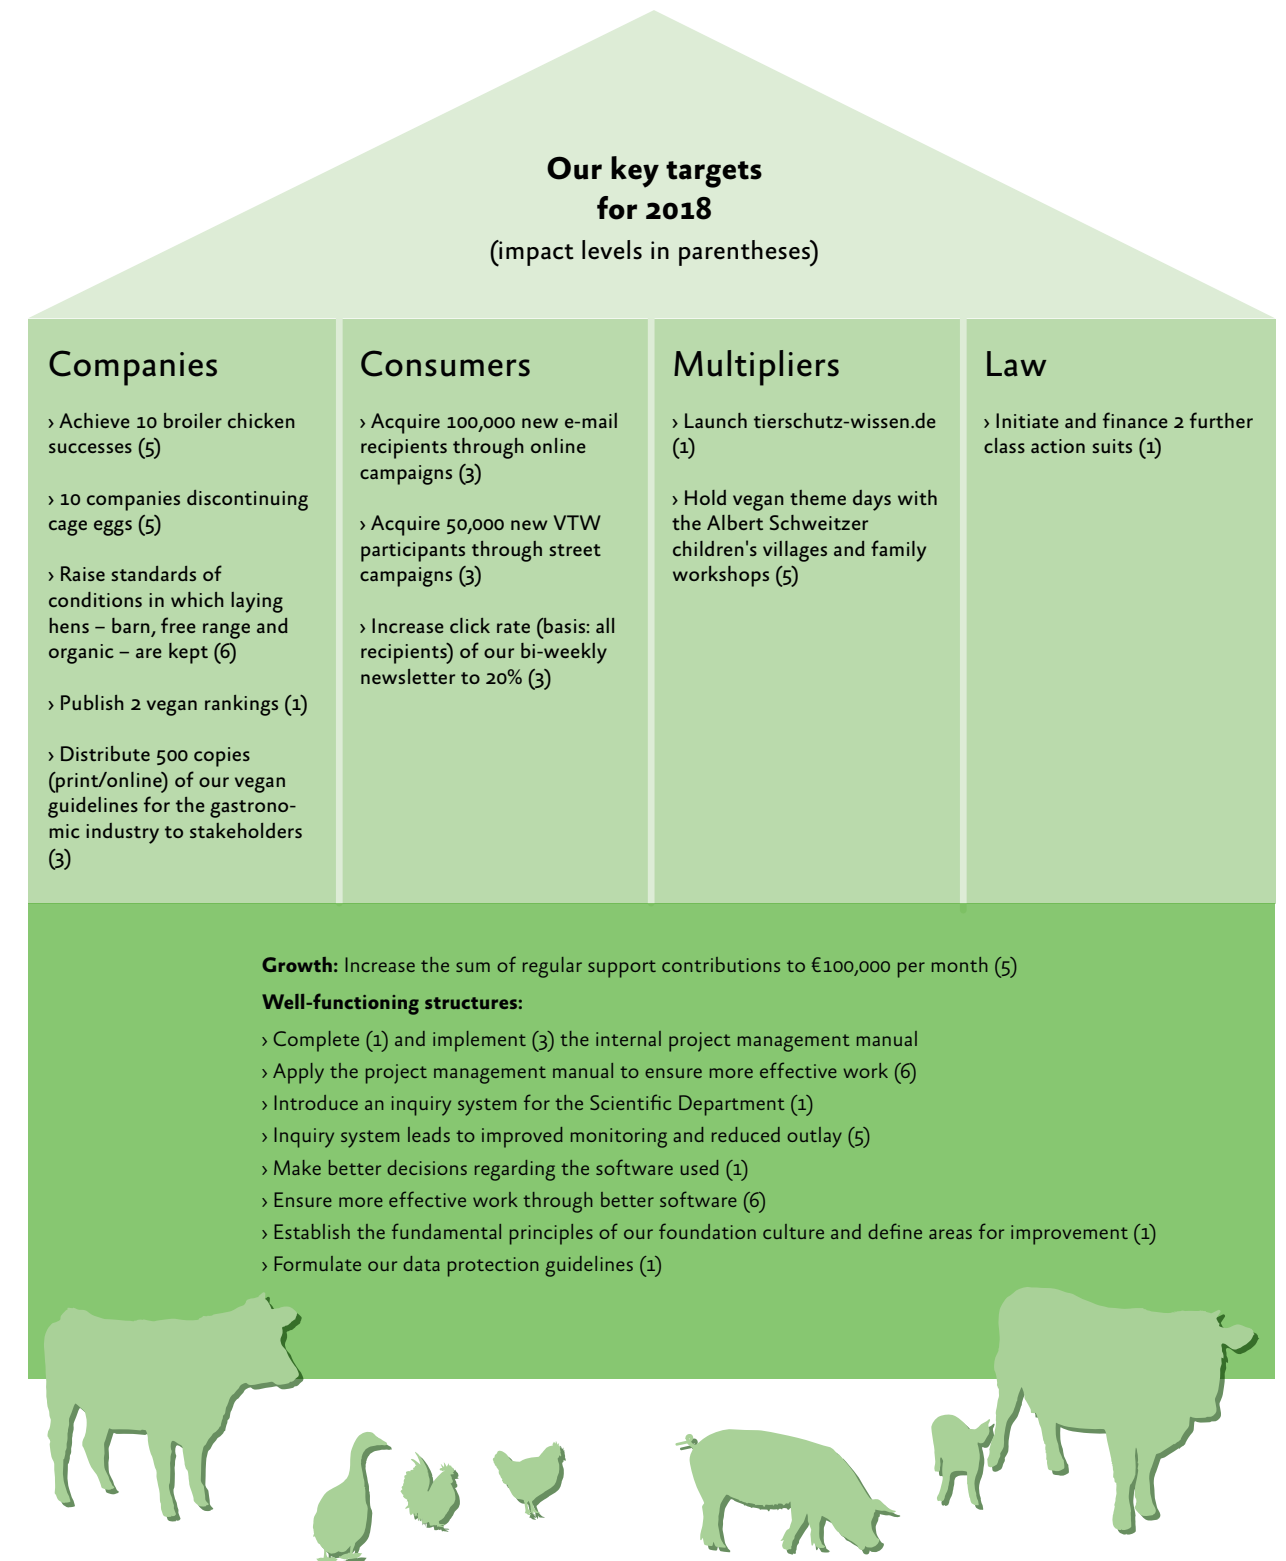 Our key targets
for 2018
(impact levels in parentheses)
Companies
› Achieve 10 broiler chicken
successes (5)
› 10 companies discontinuing
cage eggs (5)
› Raise standards of
conditions in which laying
hens – barn, free range and
organic – are kept (6)
› Publish 2 vegan rankings (1)
› Distribute 500 copies
(print/online) of our vegan
guidelines for the gastrono-
mic industry to stakeholders
(3)
Consumers
› Acquire 100,000 new e-mail
recipients through online
campaigns (3)
› Acquire 50,000 new VTW
participants through street
campaigns (3)
› Increase click rate (basis: all
recipients) of our bi-weekly
newsletter to 20% (3)
Multipliers
› Launch tierschutz-wissen.de
(1)
› Hold vegan theme days with
the Albert Schweitzer
children's villages and family
workshops (5)
Law
› Initiate and finance 2 further
class action suits (1)
Growth: Increase the sum of regular support contributions to €100,000 per month (5)
Well-functioning structures:
› Complete (1) and implement (3) the internal project management manual
› Apply the project management manual to ensure more effective work (6)
› Introduce an inquiry system for the Scientific Department (1)
› Inquiry system leads to improved monitoring and reduced outlay (5)
› Make better decisions regarding the software used (1)
› Ensure more effective work through better software (6)
› Establish the fundamental principles of our foundation culture and define areas for improvement (1)
› Formulate our data protection guidelines (1)